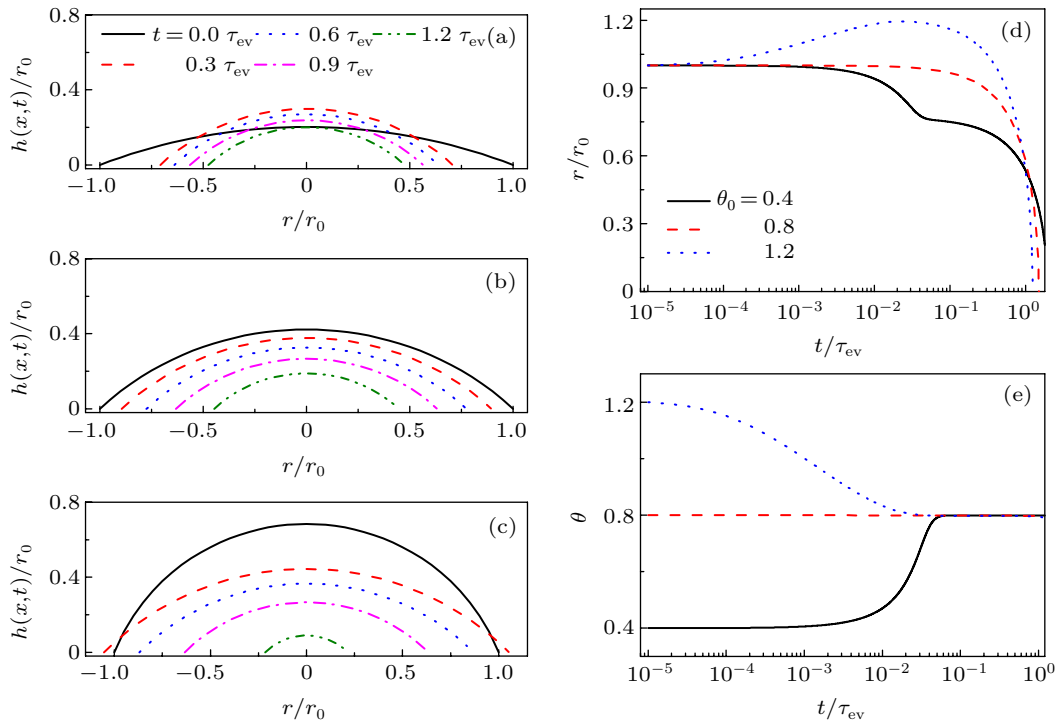 0.8
0.4
0
t = 0.0 τev
0.6 τev
1.2 τev(a)
0.3 τev
0.9 τev
−1.0
−0.5
0
0.5
1.0
h(x,t)/r0
r/r0
0.8
0.4
0
(b)
−1.0
−0.5
0
0.5
1.0
h(x,t)/r0
r/r0
0.8
0.4
0
(c)
−1.0
−0.5
0
0.5
1.0
h(x,t)/r0
r/r0
1.2
0.9
0.6
0.3
0
(d)
r/r0
θ0 = 0.4
0.8
1.2
10−5
10−4
10−3
10−2
10−1
100
t/τev
1.2
0.8
0.4
(e)
θ
10−5
10−4
10−3
10−2
10−1
100
t/τev